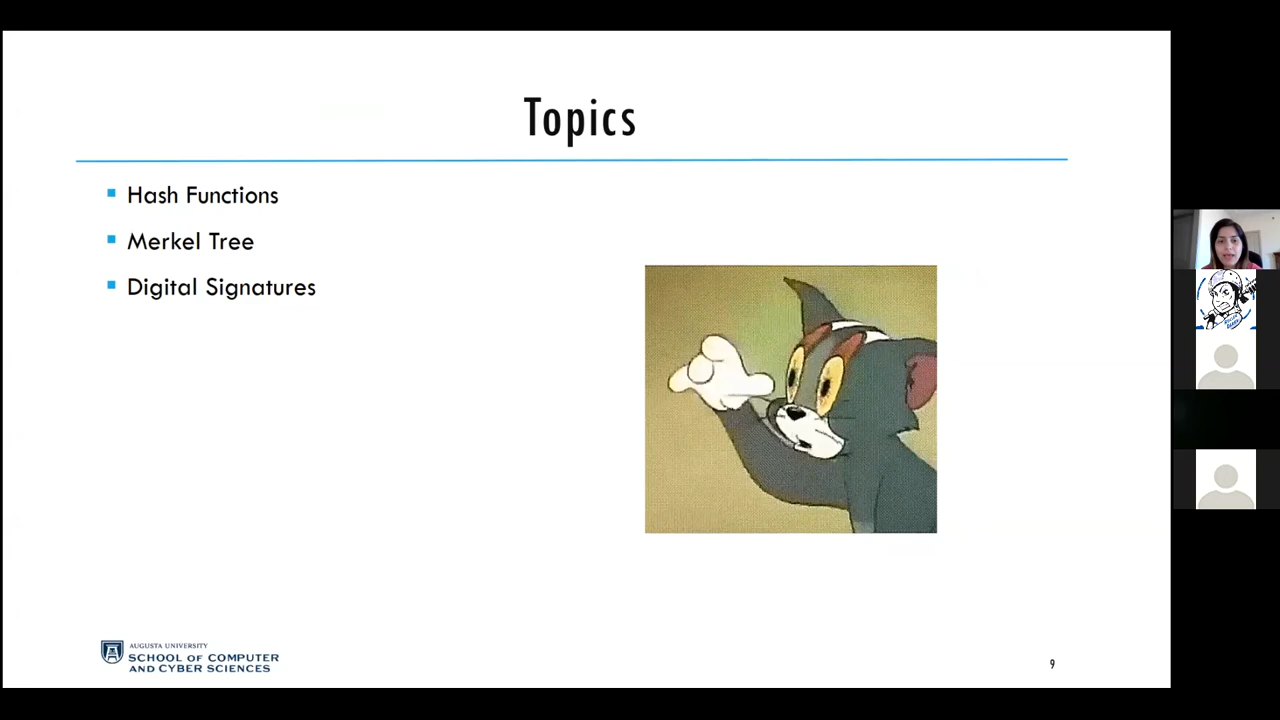 Topics
Hash Functions
Merkel Tree
Digital Signatures
AUGUSTA UNIVERSITY
SCHOOL OF COMPUTER
AND CYBER SCIENCES
9